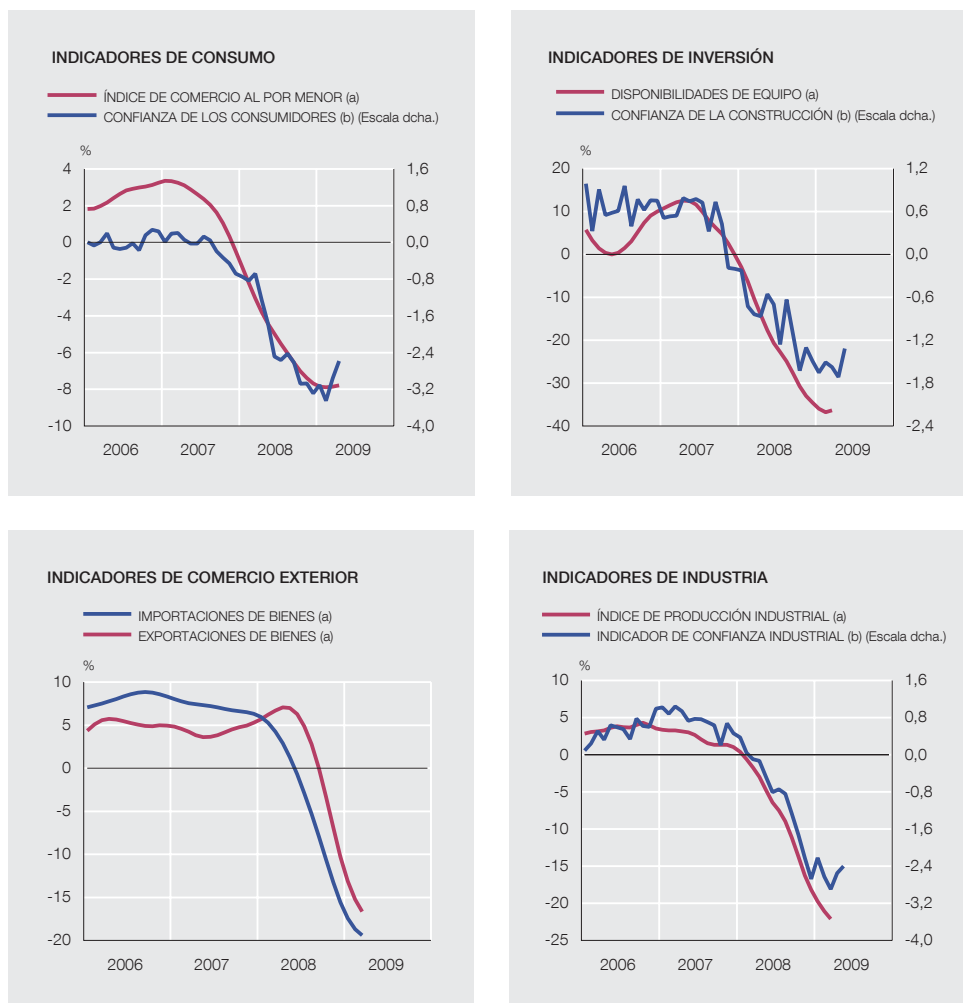 INDICADORES DE CONSUMO
ÍNDICE DE COMERCIO AL POR MENOR (a)
CONFIANZA DE LOS CONSUMIDORES (b) (Escala dcha.)
%
4 1,6
2 0,8
0 0,0
-2 -0,8
-4 -1,6
-6 -2,4
-8 -3,2
-10 -4,0
2006 2007 2008 2009
INDICADORES DE INVERSIÓN
DISPONIBILIDADES DE EQUIPO (a)
CONFIANZA DE LA CONSTRUCCIÓN (b) (Escala dcha.)
%
20 1,2
10 0,6
0 0,0
-10 -0,6
-20 -1,2
-30 -1,8
-40 -2,4
2006 2007 2008 2009
INDICADORES DE COMERCIO EXTERIOR
IMPORTACIONES DE BIENES (a)
EXPORTACIONES DE BIENES (a)
%
10
5
0
-5
-10
-15
-20
2006 2007 2008 2009
INDICADORES DE INDUSTRIA
ÍNDICE DE PRODUCCIÓN INDUSTRIAL (a)
INDICADOR DE CONFIANZA INDUSTRIAL (b) (Escala dcha.)
%
10 1,6
5 0,8
0 0,0
-5 -0,8
-10 -1,6
-15 -2,4
-20 -3,2
-25 -4,0
2006 2007 2008 2009